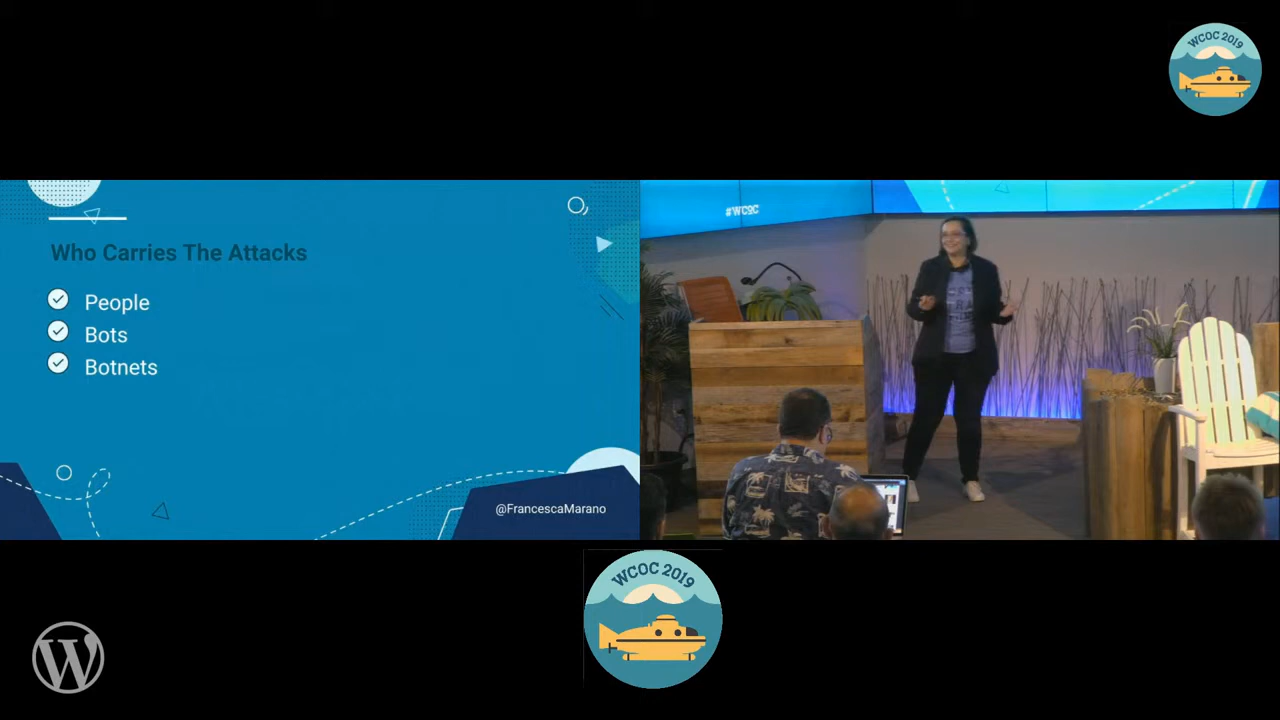 WCOC 2019
Who Carries The Attacks
People
Bots
Botnets
@FrancescaMarano
#WCOC
WCOC 2019